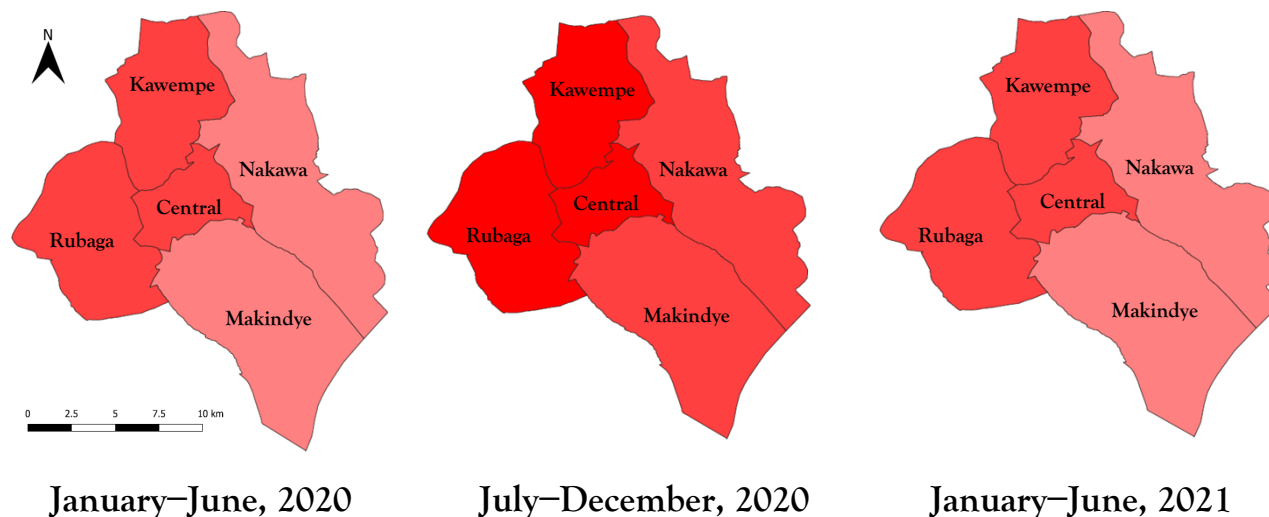 N
Kawempe
Nakawa
Central
Rubaga
Makindye
0 2.5 5 7.5 10 km
January–June, 2020
Kawempe
Nakawa
Central
Rubaga
Makindye
July–December, 2020
Kawempe
Nakawa
Central
Rubaga
Makindye
January–June, 2021